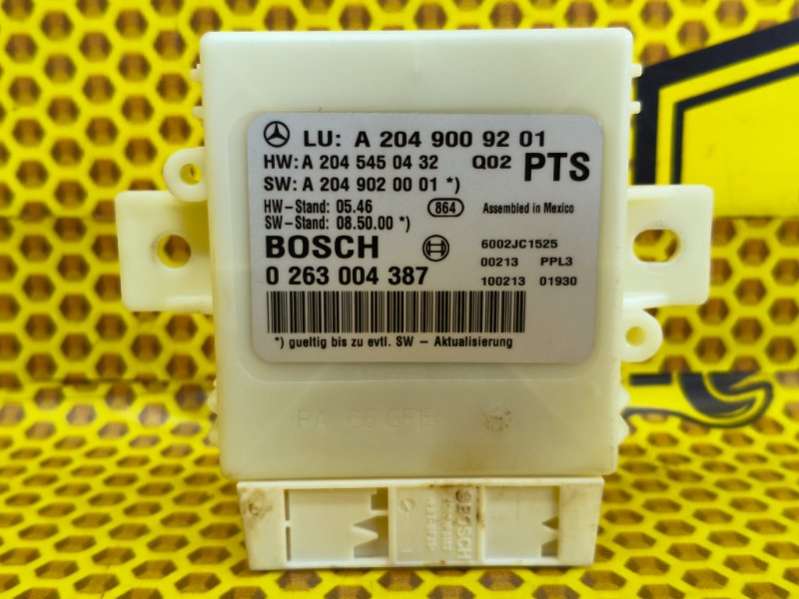 LU: A 204 900 92 01
HW: A 204 545 04 32 Q02 PTS
SW: A 204 902 00 01 *)
HW-Stand: 05.46 864 Assembled in Mexico
SW-Stand: 08.50.00 *)
BOSCH 6002JC1525
0 263 004 387 00213 PPL3
100213 01930
*) gueltig bis zu evtl. SW - Aktualisierung
BOSCH